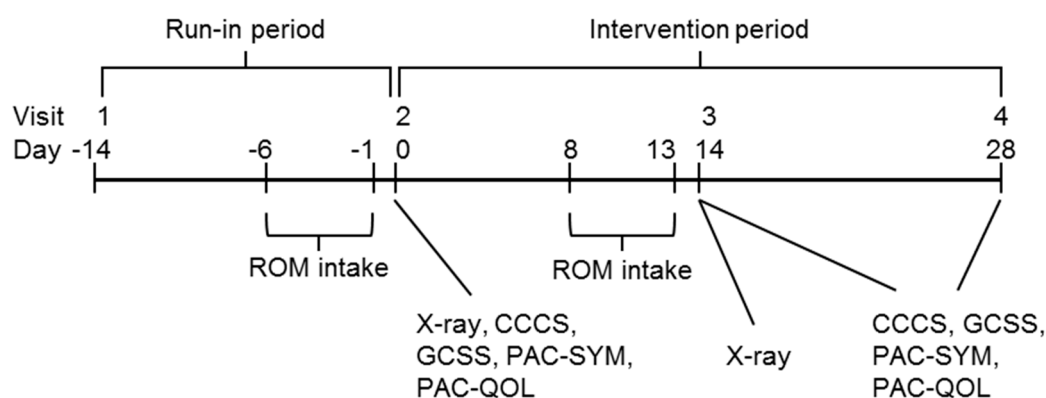 Run-in period
Intervention period
Visit 1 2 3 4
Day -14 -6 -1 0 8 13 14 28
ROM intake
ROM intake
X-ray, CCCS,
GCSS, PAC-SYM,
PAC-QOL
X-ray
CCCS, GCSS,
PAC-SYM,
PAC-QOL